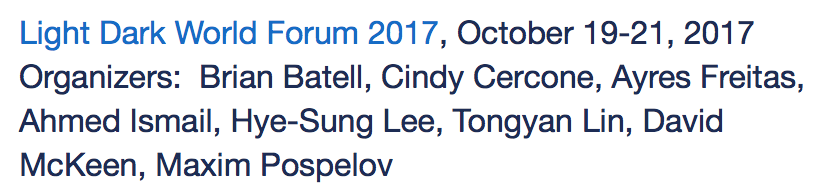 Light Dark World Forum 2017, October 19-21, 2017
Organizers:  Brian Batell, Cindy Cercone, Ayres Freitas,
Ahmed Ismail, Hye-Sung Lee, Tongyan Lin, David
McKeen, Maxim Pospelov